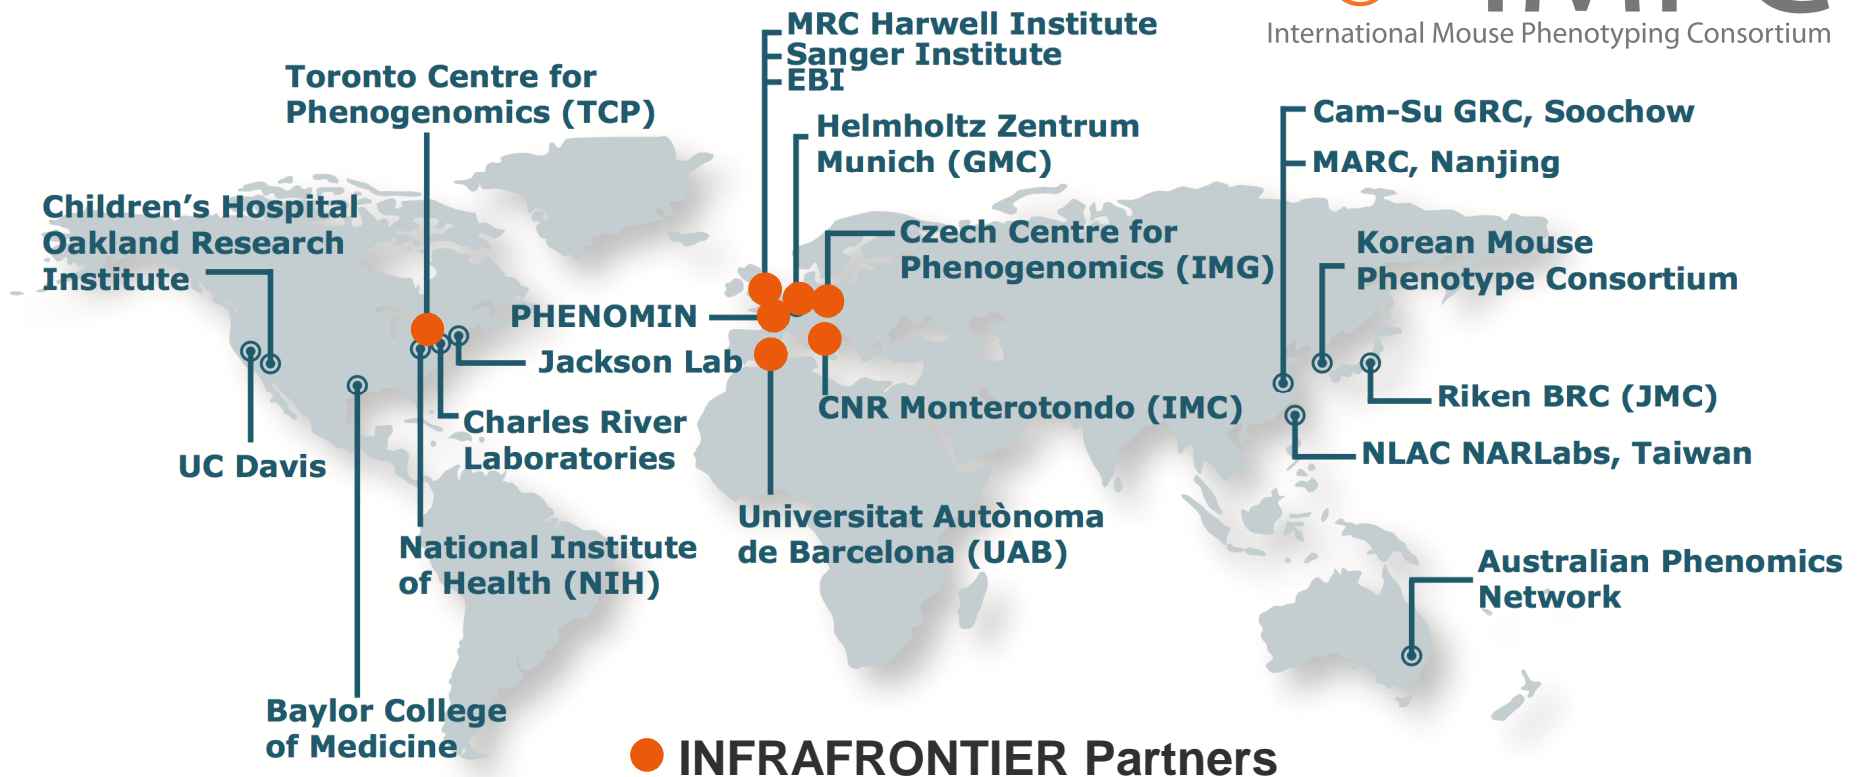 International Mouse Phenotyping Consortium
MRC Harwell Institute
Sanger Institute
EBI
Toronto Centre for
Phenogenomics (TCP)
Helmholtz Zentrum
Munich (GMC)
Cam-Su GRC, Soochow
MARC, Nanjing
Children’s Hospital
Oakland Research
Institute
Czech Centre for
Phenogenomics (IMG)
Korean Mouse
Phenotype Consortium
PHENOMIN
Jackson Lab
CNR Monterotondo (IMC)
Riken BRC (JMC)
Charles River
Laboratories
UC Davis
NLAC NARLabs, Taiwan
Universitat Autònoma
de Barcelona (UAB)
National Institute
of Health (NIH)
Australian Phenomics
Network
Baylor College
of Medicine
INFRAFRONTIER Partners